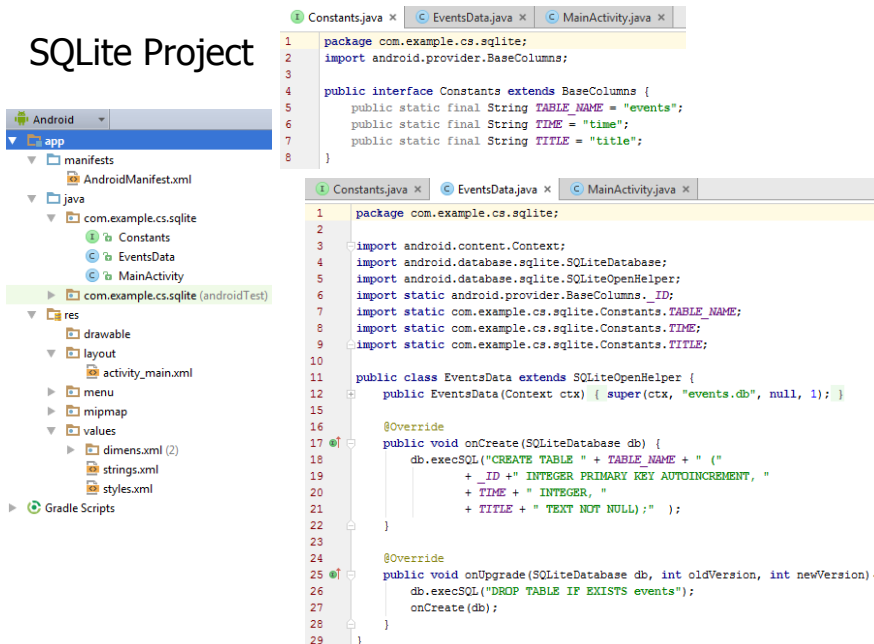 SQLite Project
Android
app
manifests
AndroidManifest.xml
java
com.example.cs.sqlite
Constants
EventsData
MainActivity
com.example.cs.sqlite (androidTest)
res
drawable
layout
activity_main.xml
menu
mipmap
values
dimens.xml (2)
strings.xml
styles.xml
Gradle Scripts
Constants.java × EventsData.java × MainActivity.java ×
1 package com.example.cs.sqlite;
2 import android.provider.BaseColumns;
3
4 public interface Constants extends BaseColumns {
5     public static final String TABLE_NAME = "events";
6     public static final String TIME = "time";
7     public static final String TITLE = "title";
8 }
Constants.java × EventsData.java × MainActivity.java ×
1 package com.example.cs.sqlite;
2
3 import android.content.Context;
4 import android.database.sqlite.SQLiteDatabase;
5 import android.database.sqlite.SQLiteOpenHelper;
6 import static android.provider.BaseColumns._ID;
7 import static com.example.cs.sqlite.Constants.TABLE_NAME;
8 import static com.example.cs.sqlite.Constants.TIME;
9 import static com.example.cs.sqlite.Constants.TITLE;
10
11 public class EventsData extends SQLiteOpenHelper {
12     public EventsData(Context ctx) { super(ctx, "events.db", null, 1); }
15
16     @Override
17     public void onCreate(SQLiteDatabase db) {
18         db.execSQL("CREATE TABLE " + TABLE_NAME + " ("
19                 + _ID +" INTEGER PRIMARY KEY AUTOINCREMENT, "
20                 + TIME + " INTEGER, "
21                 + TITLE + " TEXT NOT NULL);" );
22     }
23
24     @Override
25     public void onUpgrade(SQLiteDatabase db, int oldVersion, int newVersion)
26         db.execSQL("DROP TABLE IF EXISTS events");
27         onCreate(db);
28     }
29 }